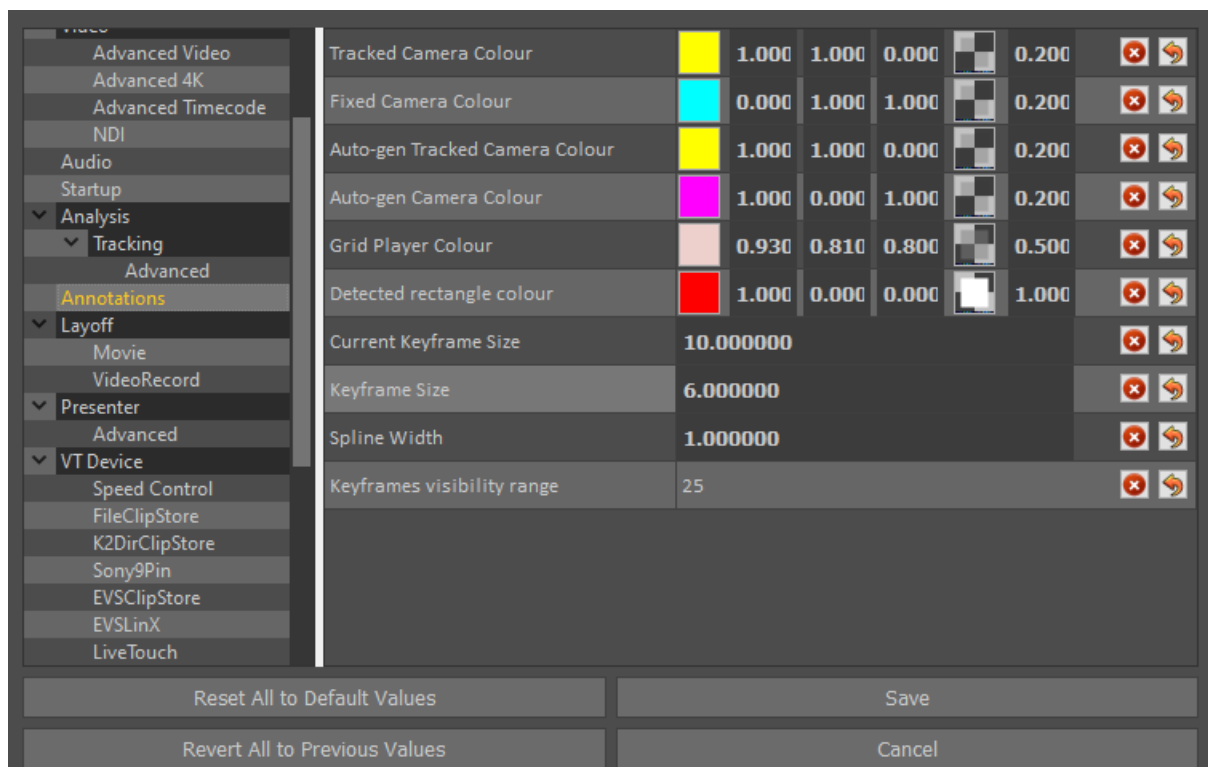 Video
Advanced Video
Advanced 4K
Advanced Timecode
NDI
Audio
Startup
Analysis
Tracking
Advanced
Annotations
Layoff
Movie
VideoRecord
Presenter
Advanced
VT Device
Speed Control
FileClipStore
K2DirClipStore
Sony9Pin
EVSClipStore
EVSLinX
LiveTouch
Tracked Camera Colour 1.000 1.000 0.000 0.200
Fixed Camera Colour 0.000 1.000 1.000 0.200
Auto-gen Tracked Camera Colour 1.000 1.000 0.000 0.200
Auto-gen Camera Colour 1.000 0.000 1.000 0.200
Grid Player Colour 0.930 0.810 0.800 0.500
Detected rectangle colour 1.000 0.000 0.000 1.000
Current Keyframe Size 10.000000
Keyframe Size 6.000000
Spline Width 1.000000
Keyframes visibility range 25
Reset All to Default Values Save
Revert All to Previous Values Cancel